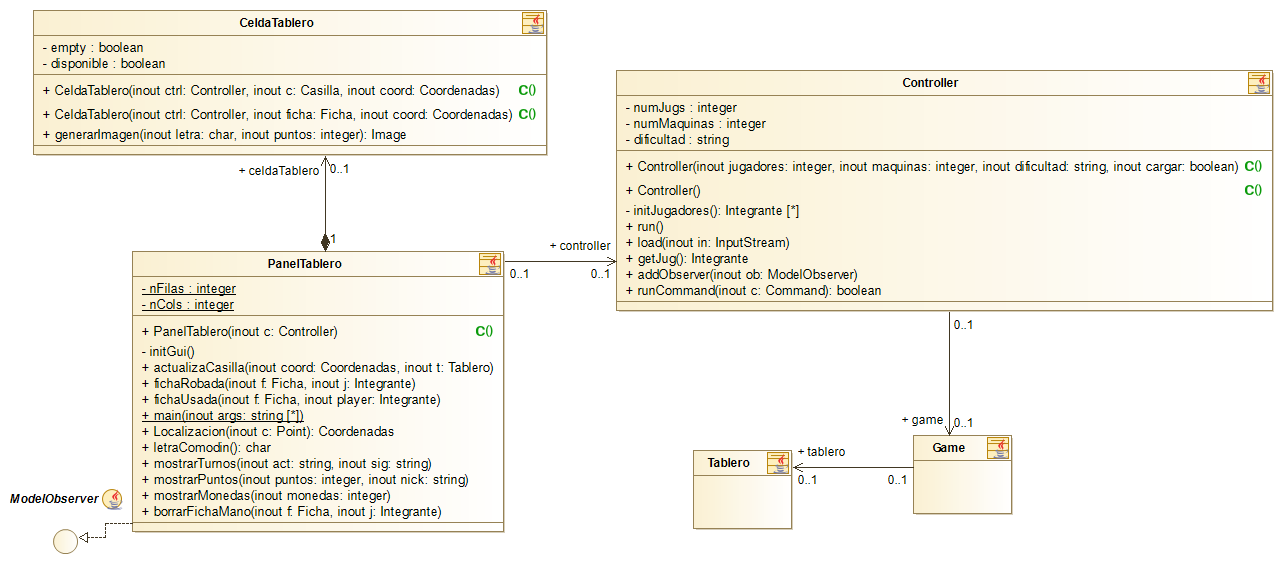 CeldaTablero
- empty : boolean
- disponible : boolean
+ CeldaTablero(inout ctrl: Controller, inout c: Casilla, inout coord: Coordenadas) C()
+ CeldaTablero(inout ctrl: Controller, inout ficha: Ficha, inout coord: Coordenadas) C()
+ generarImagen(inout letra: char, inout puntos: integer): Image
+ celdaTablero
0..1
1
PanelTablero
- nFilas : integer
- nCols : integer
+ PanelTablero(inout c: Controller) C()
- initGui()
+ actualizaCasilla(inout coord: Coordenadas, inout t: Tablero)
+ fichaRobada(inout f: Ficha, inout j: Integrante)
+ fichaUsada(inout f: Ficha, inout player: Integrante)
+ main(inout args: string [*])
+ Localizacion(inout c: Point): Coordenadas
+ letraComodin(): char
+ mostrarTurnos(inout act: string, inout sig: string)
+ mostrarPuntos(inout puntos: integer, inout nick: string)
+ mostrarMonedas(inout monedas: integer)
+ borrarFichaMano(inout f: Ficha, inout j: Integrante)
ModelObserver
+ controller
0..1
0..1
Controller
- numJugs : integer
- numMaquinas : integer
- dificultad : string
+ Controller(inout jugadores: integer, inout maquinas: integer, inout dificultad: string, inout cargar: boolean) C()
+ Controller() C()
- initJugadores(): Integrante [*]
+ run()
+ load(inout in: InputStream)
+ getJug(): Integrante
+ addObserver(inout ob: ModelObserver)
+ runCommand(inout c: Command): boolean
0..1
+ game
0..1
Game
+ tablero
0..1
0..1
Tablero